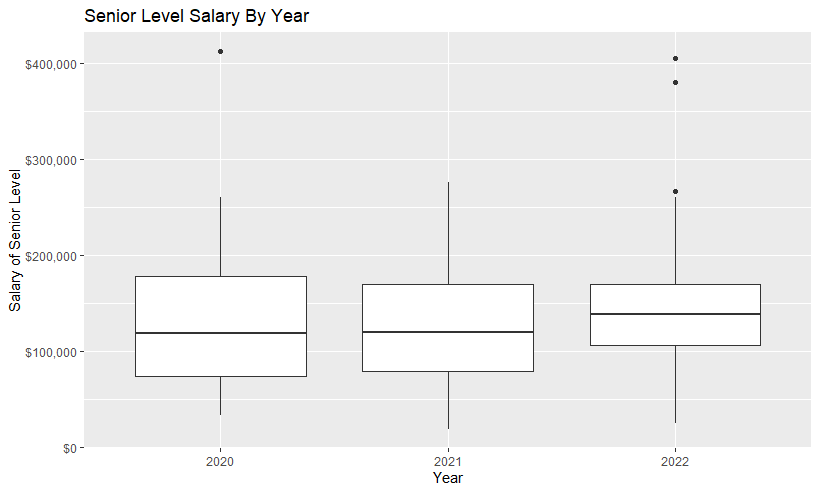 Senior Level Salary By Year
Salary of Senior Level
$400,000
$300,000
$200,000
$100,000
$0
2020 2021 2022
Year